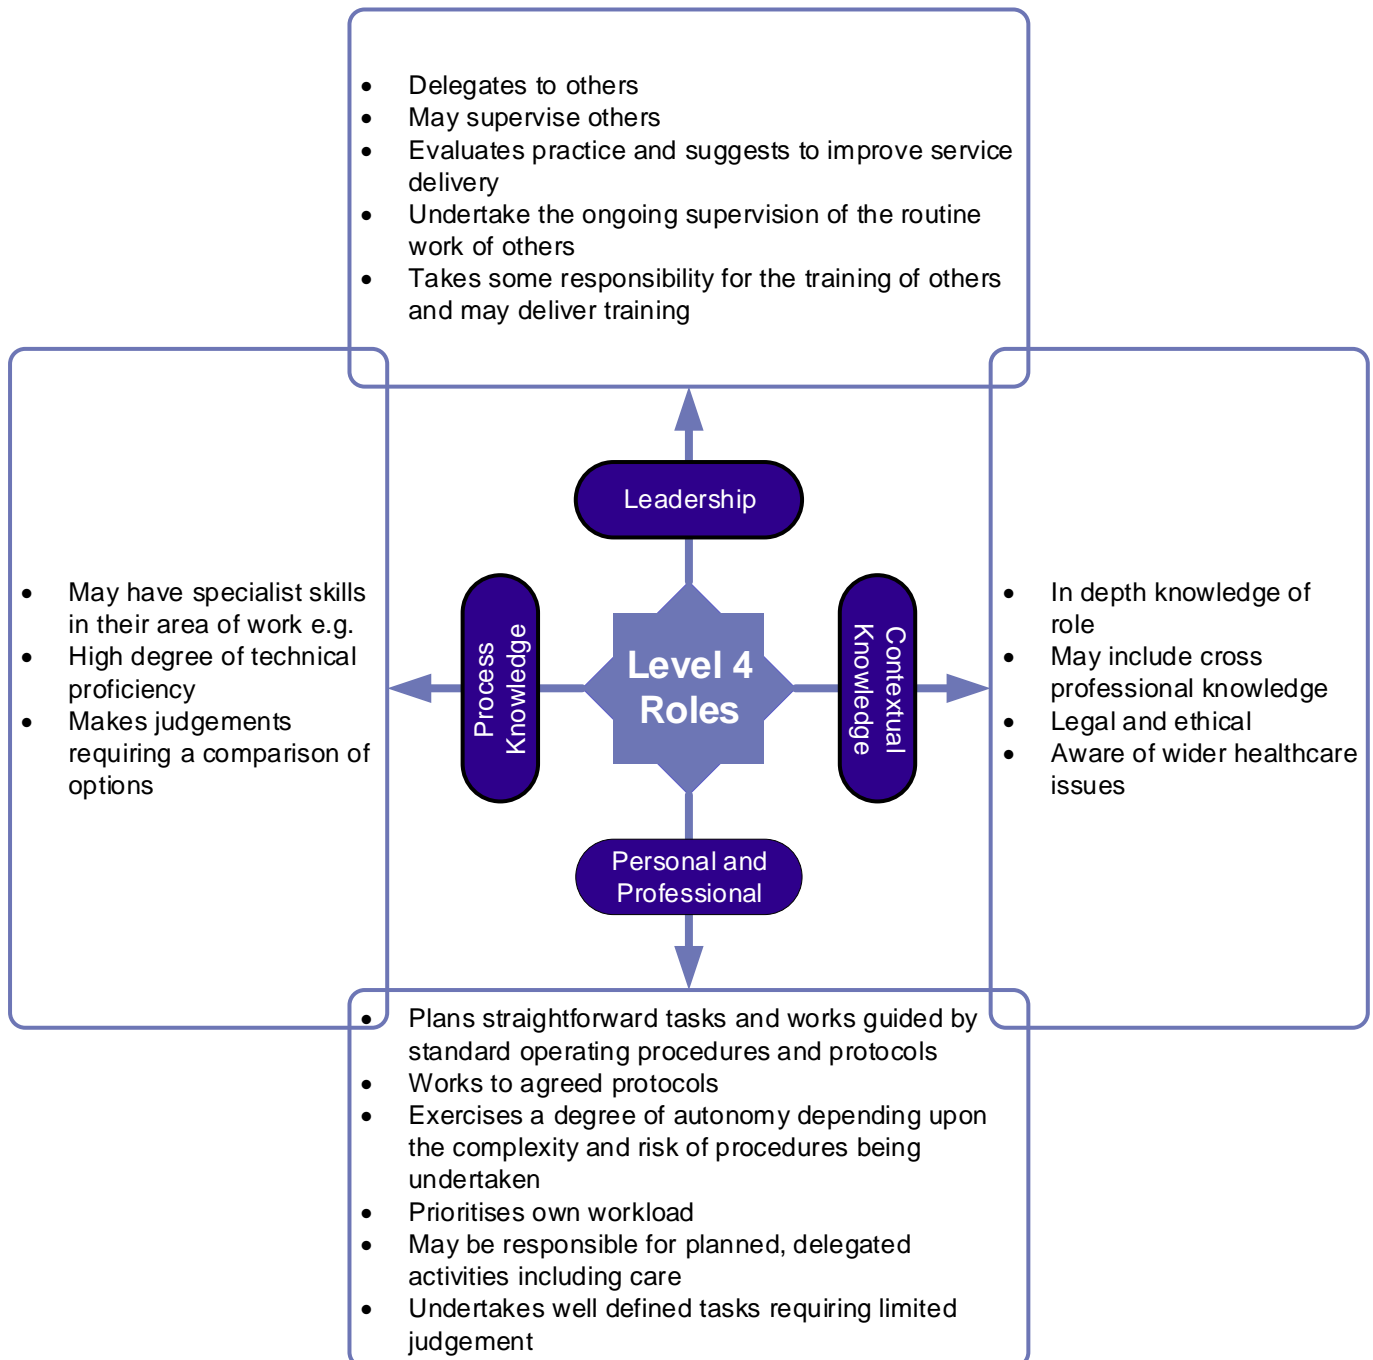 • Delegates to others
• May supervise others
• Evaluates practice and suggests to improve service
delivery
• Undertake the ongoing supervision of the routine
work of others
• Takes some responsibility for the training of others
and may deliver training
Leadership
• May have specialist skills
in their area of work e.g.
• High degree of technical
proficiency
• Makes judgements
requiring a comparison of
options
Process
Knowledge
Level 4
Roles
Contextual
Knowledge
• In depth knowledge of
role
• May include cross
professional knowledge
• Legal and ethical
• Aware of wider healthcare
issues
Personal and
Professional
• Plans straightforward tasks and works guided by
standard operating procedures and protocols
• Works to agreed protocols
• Exercises a degree of autonomy depending upon
the complexity and risk of procedures being
undertaken
• Prioritises own workload
• May be responsible for planned, delegated
activities including care
• Undertakes well defined tasks requiring limited
judgement